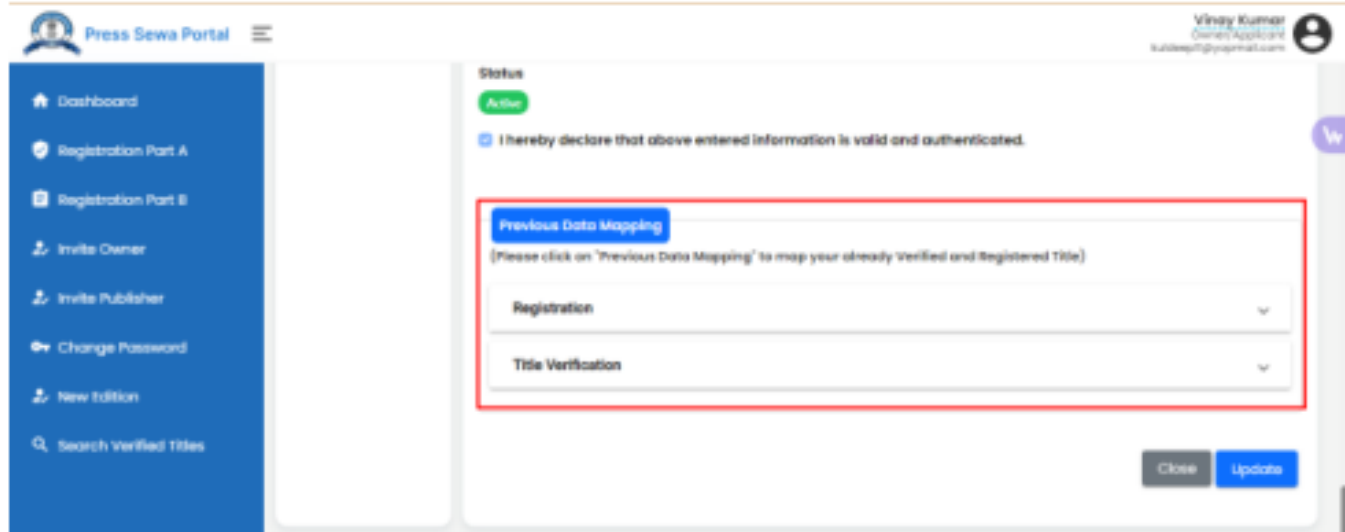 Press Sewa Portal
Vinay Kumar
Owner/Applicant
Dashboard
Registration Part A
Registration Part B
Invite Owner
Invite Publisher
Change Password
New Edition
Search Verified Titles
Status
Active
I hereby declare that above entered information is valid and authenticated.
Previous Data Mapping
(Please click on "Previous Data Mapping" to map your already Verified and Registered Title)
Registration
Title Verification
Close
Update